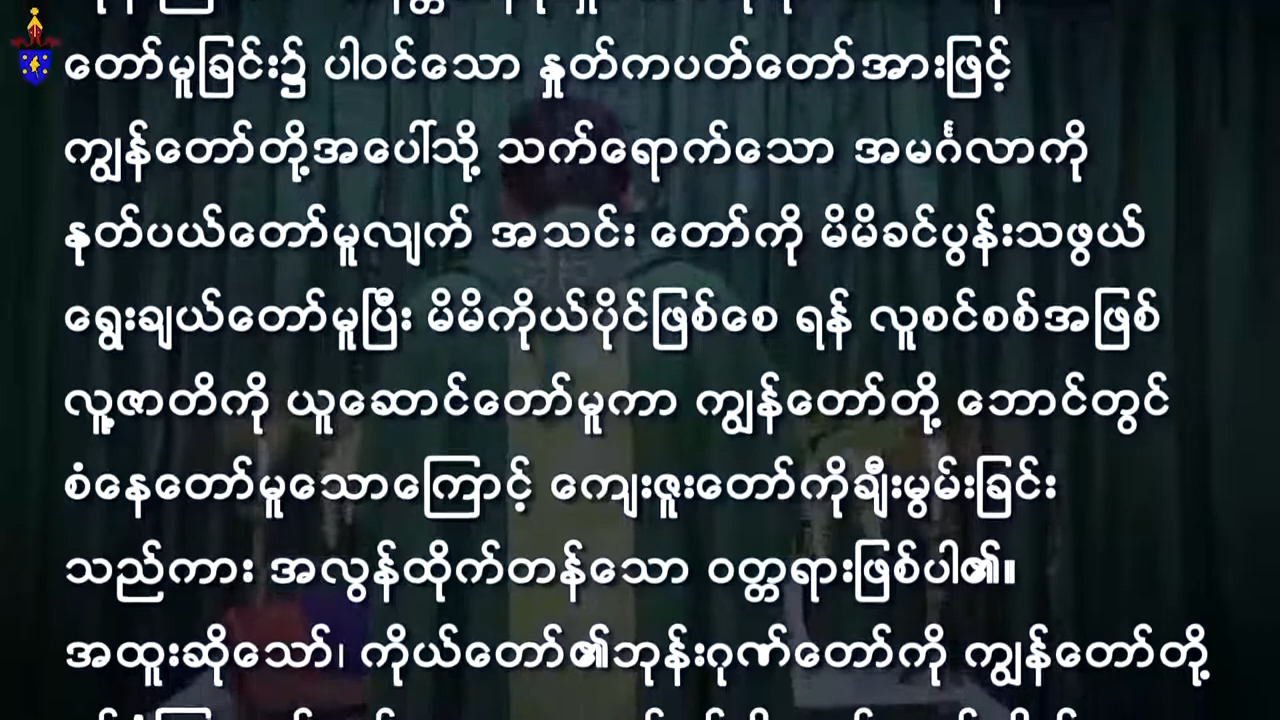 တော်မူခြင်း၌ ပါဝင်သော နှုတ်ကပတ်တော်အားဖြင့်
ကျွန်တော်တို့အပေါ်သို့ သက်ရောက်သော အမင်္ဂလာကို
နုတ်ပယ်တော်မူလျက် အသင်း တော်ကို မိမိခင်ပွန်းသဖွယ်
ရွေးချယ်တော်မူပြီး မိမိကိုယ်ပိုင်ဖြစ်စေ ရန် လူစင်စစ်အဖြစ်
လူ့ဇာတိကို ယူဆောင်တော်မူကာ ကျွန်တော်တို့ ဘောင်တွင်
စံနေတော်မူသောကြောင့် ကျေးဇူးတော်ကိုချီးမွမ်းခြင်း
သည်ကား အလွန်ထိုက်တန်သော ဝတ္တရားဖြစ်ပါ၏။
အထူးဆိုသော်၊ ကိုယ်တော်၏ဘုန်းဂုဏ်တော်ကို ကျွန်တော်တို့